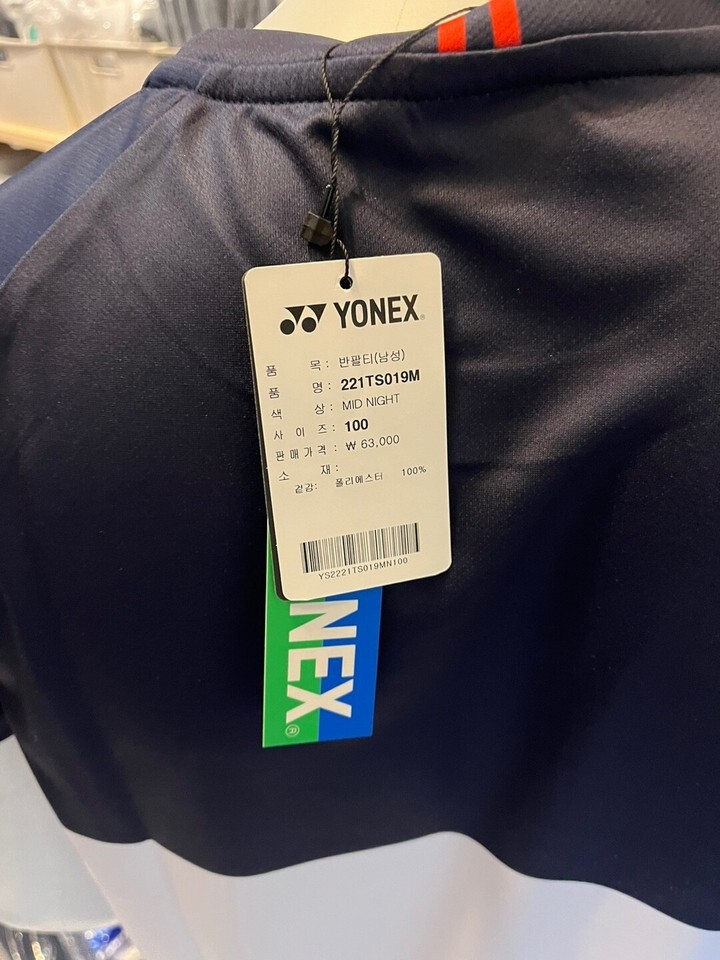 YONEX®
품 목 : 반팔티(남성)
품 명 : 221TS019M
색 상 : MID NIGHT
사 이 즈 : 100
판 매 가 격 : ₩ 63,000
소 재 :
겉감: 폴리에스터 100%
YS2221TS019MN100
NEX®